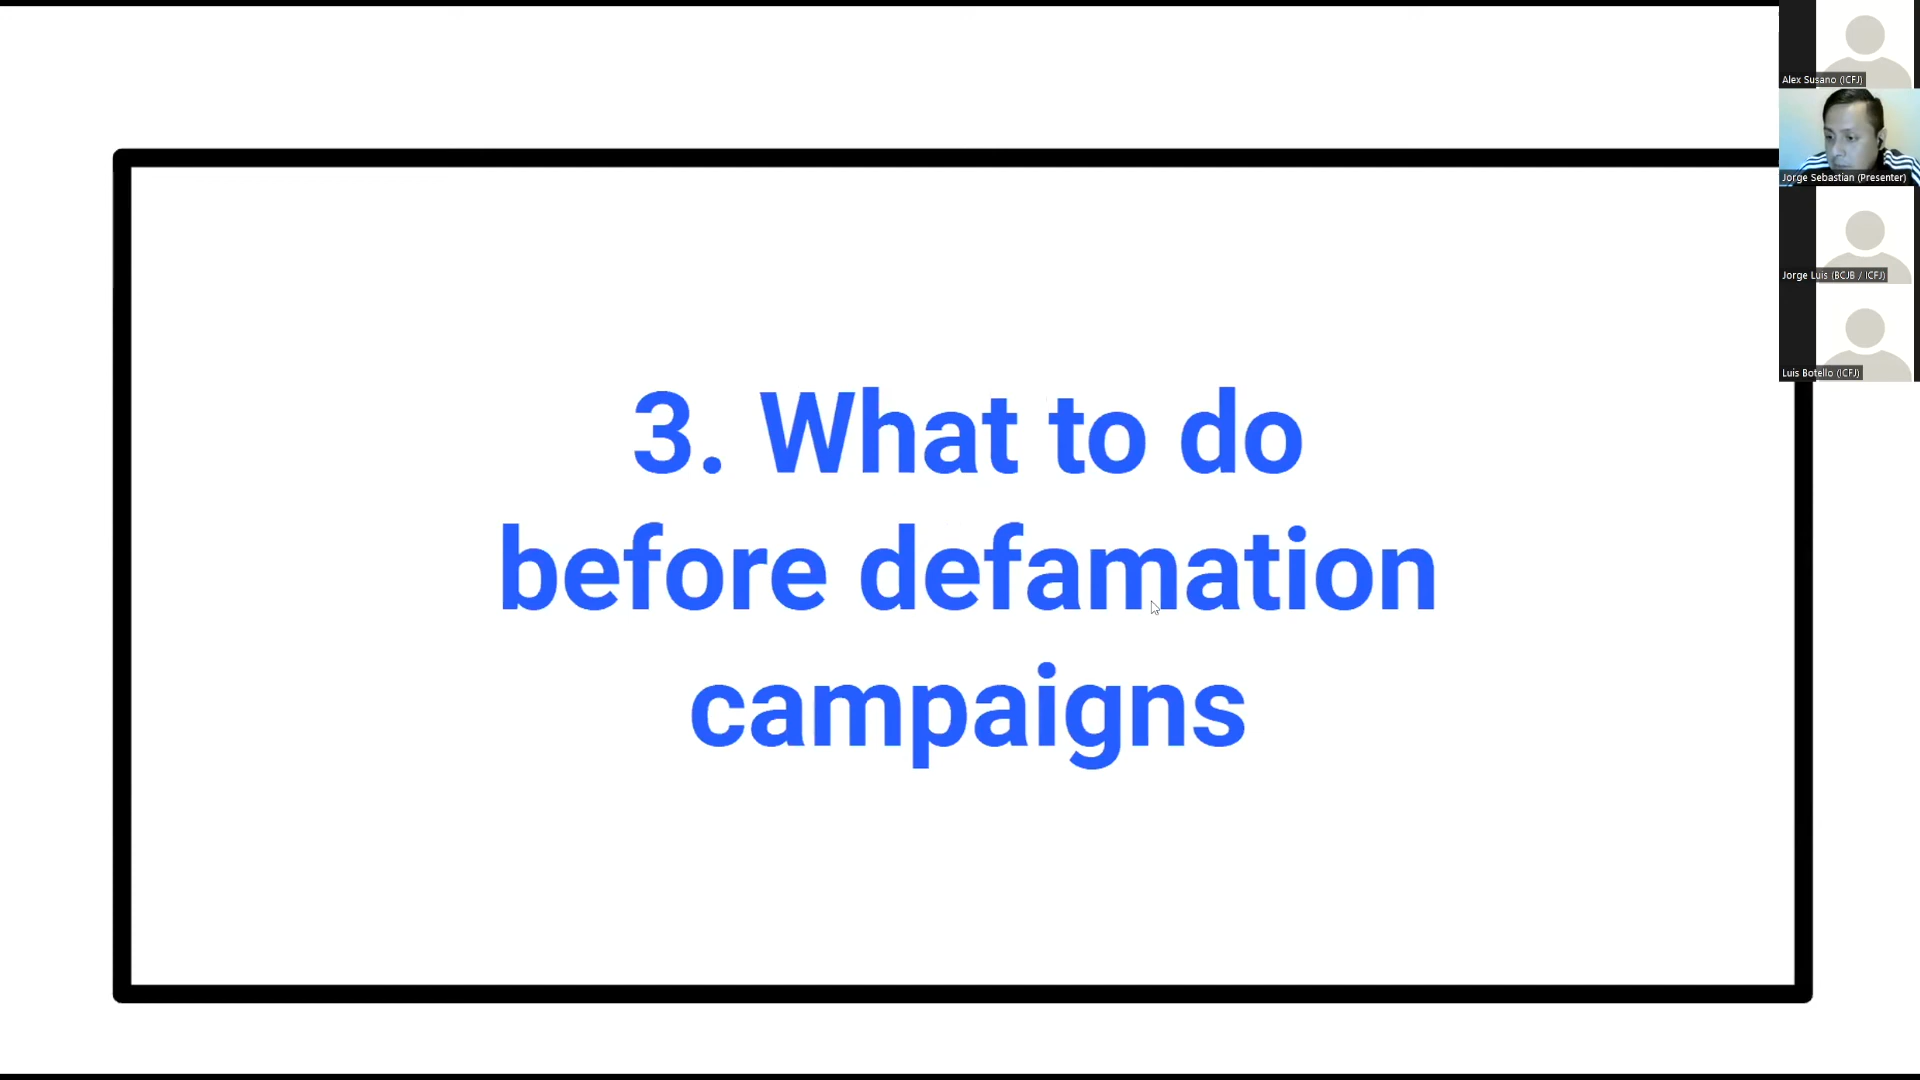 3. What to do
before defamation
campaigns
Alex Susano (ICFJ)
Jorge Sebastian (Presenter)
Jorge Luis (BCJB / ICFJ)
Luis Botello (ICFJ)